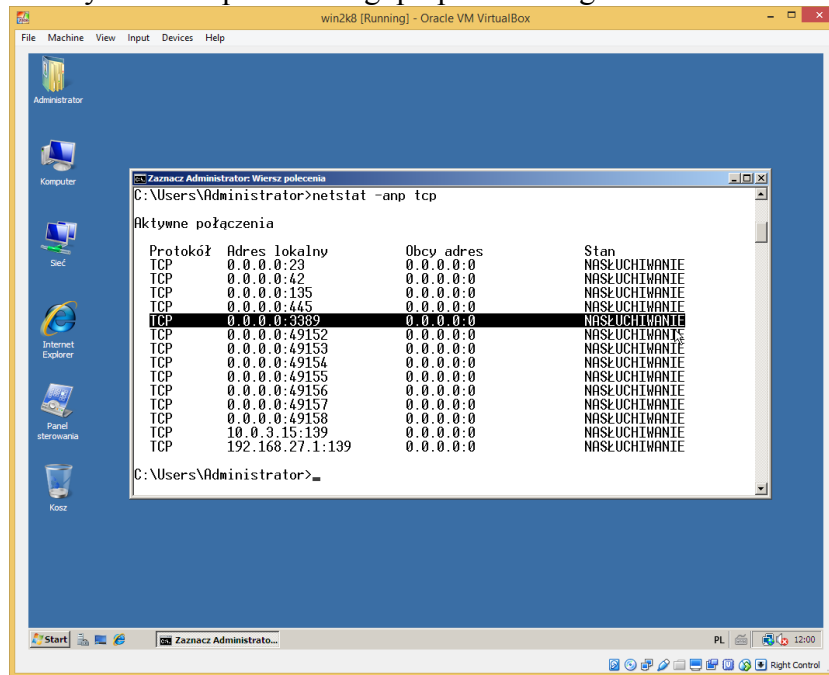 win2k8 [Running] - Oracle VM VirtualBox
File Machine View Input Devices Help
Administrator
Komputer
Sieć
Internet
Explorer
Panel
sterowania
Kosz
Zaznacz Administrator: Wiersz polecenia
C:\Users\Administrator>netstat -anp tcp
Aktywne połączenia
Protokół Adres lokalny Obcy adres Stan
TCP 0.0.0.0:23 0.0.0.0:0 NASŁUCHIWANIE
TCP 0.0.0.0:42 0.0.0.0:0 NASŁUCHIWANIE
TCP 0.0.0.0:135 0.0.0.0:0 NASŁUCHIWANIE
TCP 0.0.0.0:445 0.0.0.0:0 NASŁUCHIWANIE
TCP 0.0.0.0:3389 0.0.0.0:0 NASŁUCHIWANIE
TCP 0.0.0.0:49152 0.0.0.0:0 NASŁUCHIWANIE
TCP 0.0.0.0:49153 0.0.0.0:0 NASŁUCHIWANIE
TCP 0.0.0.0:49154 0.0.0.0:0 NASŁUCHIWANIE
TCP 0.0.0.0:49155 0.0.0.0:0 NASŁUCHIWANIE
TCP 0.0.0.0:49156 0.0.0.0:0 NASŁUCHIWANIE
TCP 0.0.0.0:49157 0.0.0.0:0 NASŁUCHIWANIE
TCP 0.0.0.0:49158 0.0.0.0:0 NASŁUCHIWANIE
TCP 10.0.3.15:139 0.0.0.0:0 NASŁUCHIWANIE
TCP 192.168.27.1:139 0.0.0.0:0 NASŁUCHIWANIE
C:\Users\Administrator>_
Start Zaznacz Administrato... PL 12:00
Right Control